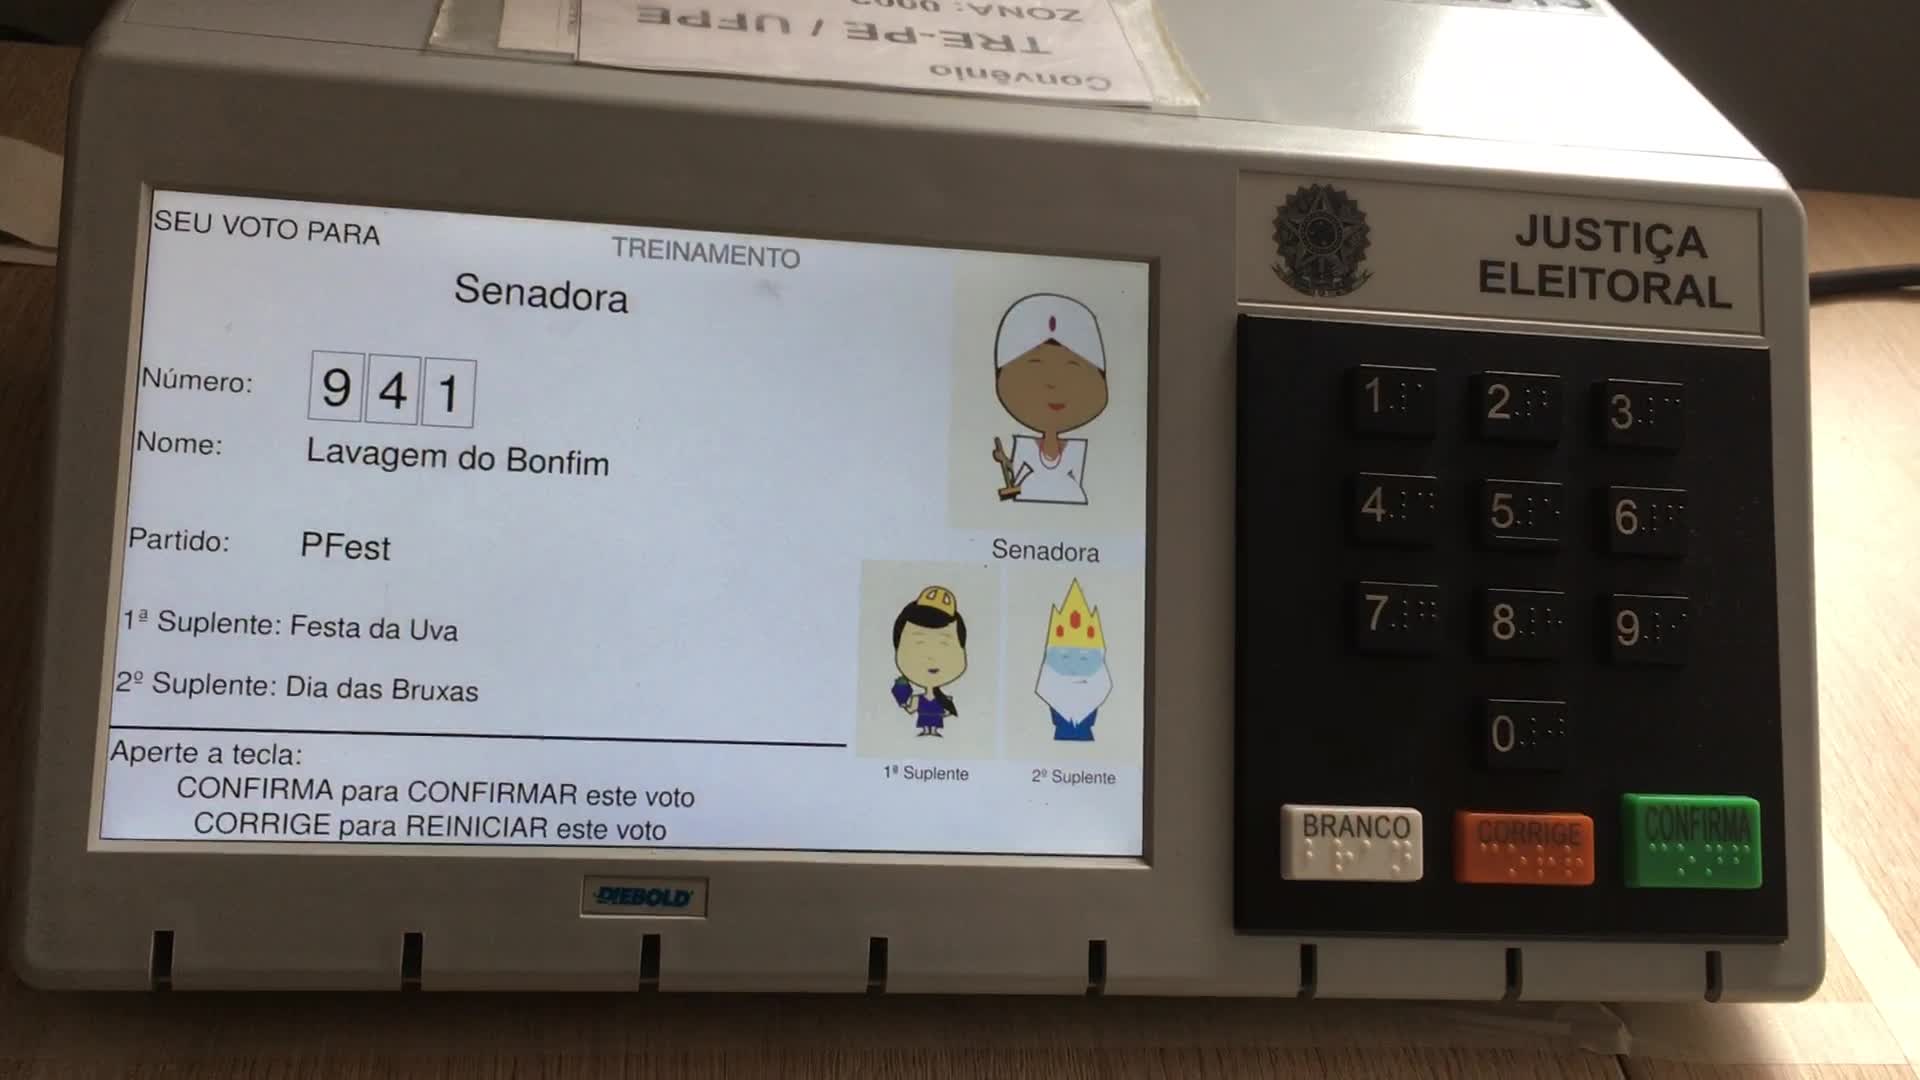 Convênio
TRE-PE / UFPE
ZONA:
SEU VOTO PARA
TREINAMENTO
Senadora
Número: 9 4 1
Nome: Lavagem do Bonfim
Partido: PFest
1ª Suplente: Festa da Uva
2º Suplente: Dia das Bruxas
Senadora
1ª Suplente
2º Suplente
Aperte a tecla:
CONFIRMA para CONFIRMAR este voto
CORRIGE para REINICIAR este voto
DIEBOLD
JUSTIÇA
ELEITORAL
1 2 3
4 5 6
7 8 9
0
BRANCO CORRIGE CONFIRMA